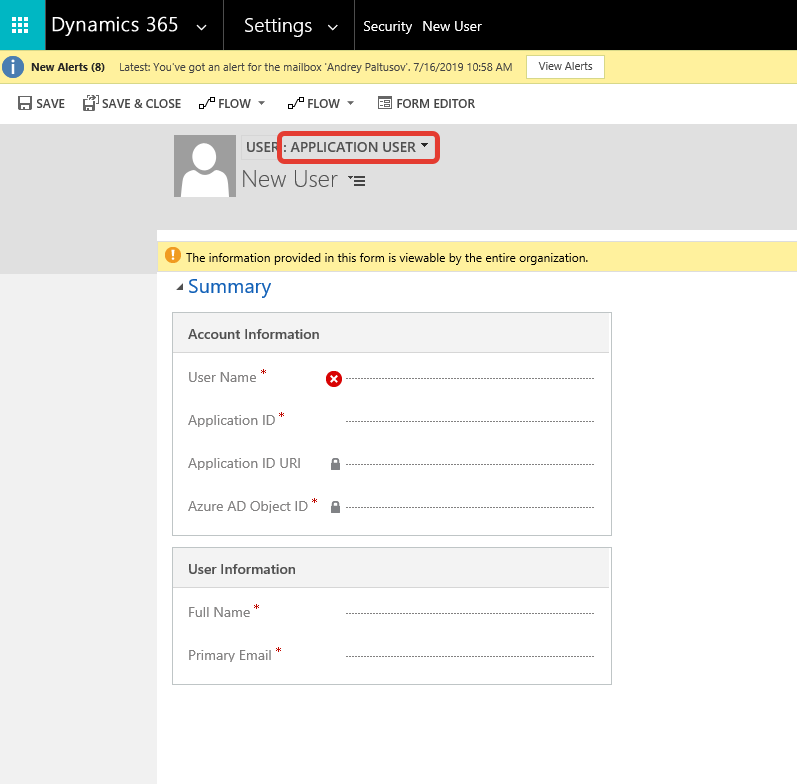 Dynamics 365 Settings Security New User
New Alerts (8) Latest: You've got an alert for the mailbox 'Andrey Paltusov'. 7/16/2019 10:58 AM View Alerts
SAVE SAVE & CLOSE FLOW FLOW FORM EDITOR
USER : APPLICATION USER
New User
The information provided in this form is viewable by the entire organization.
Summary
Account Information
User Name *
Application ID *
Application ID URI
Azure AD Object ID *
User Information
Full Name *
Primary Email *